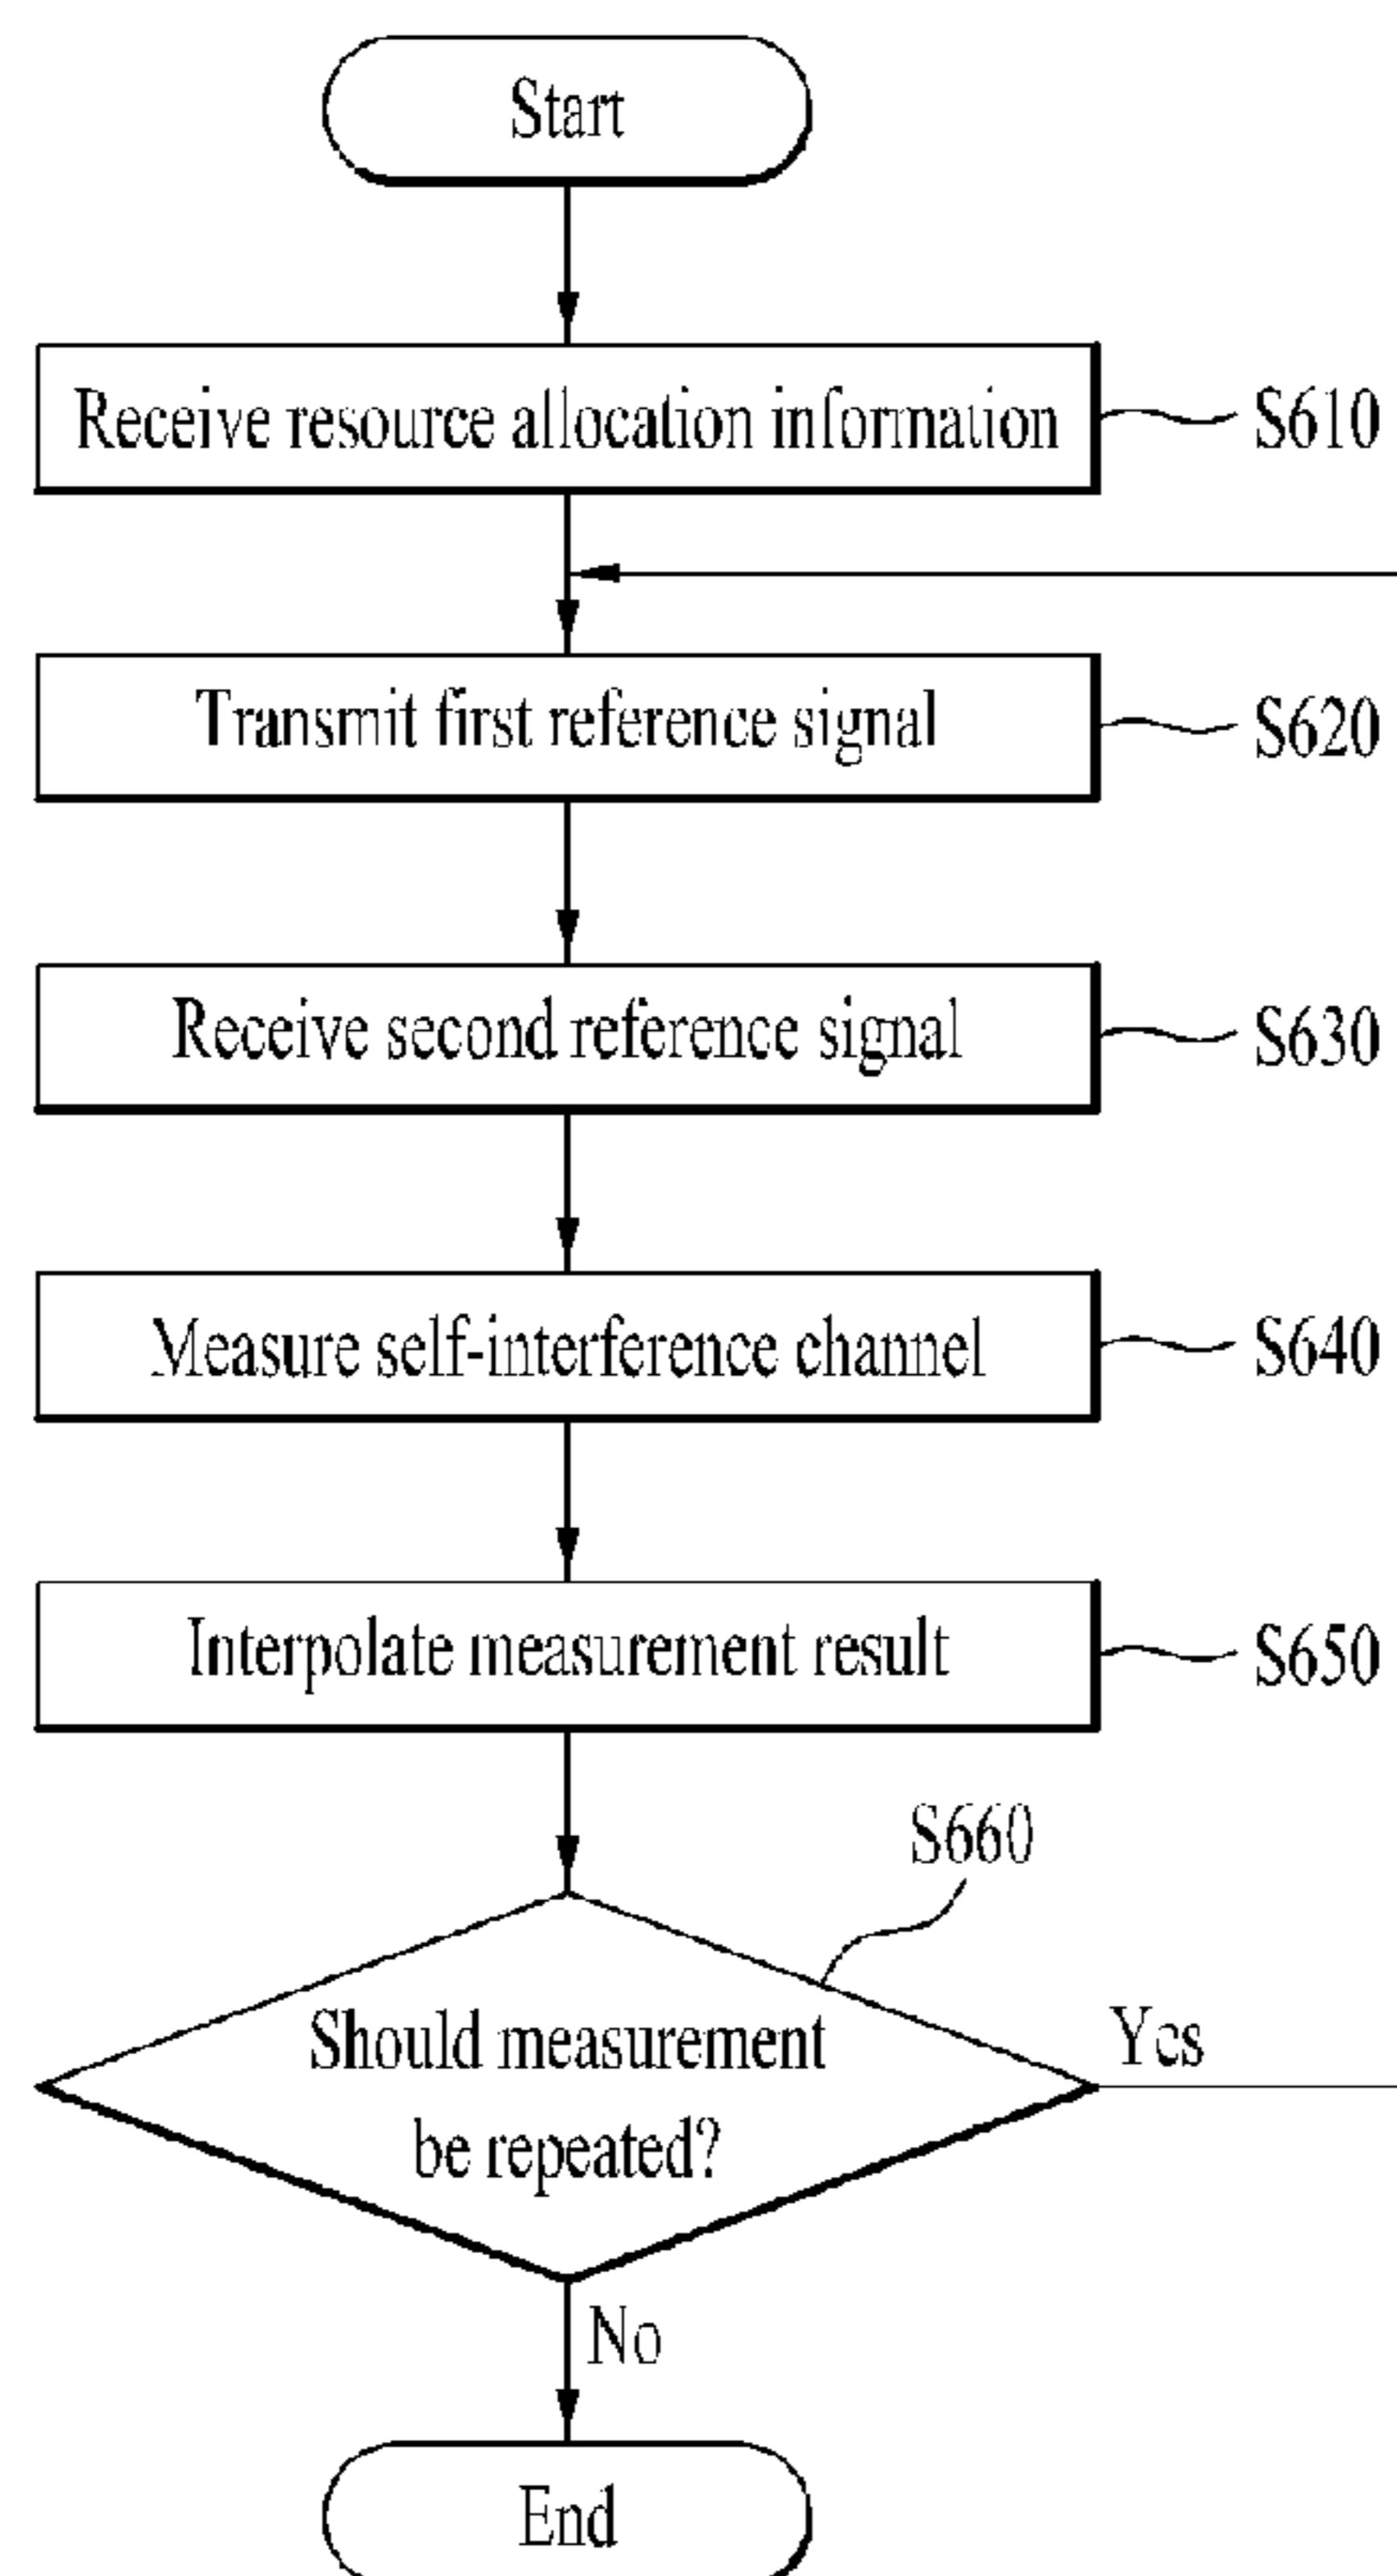 Start
Receive resource allocation information
S610
Transmit first reference signal
S620
Receive second reference signal
S630
Measure self-interference channel
S640
Interpolate measurement result
S650
S660
Should measurement
be repeated?
Yes
No
End